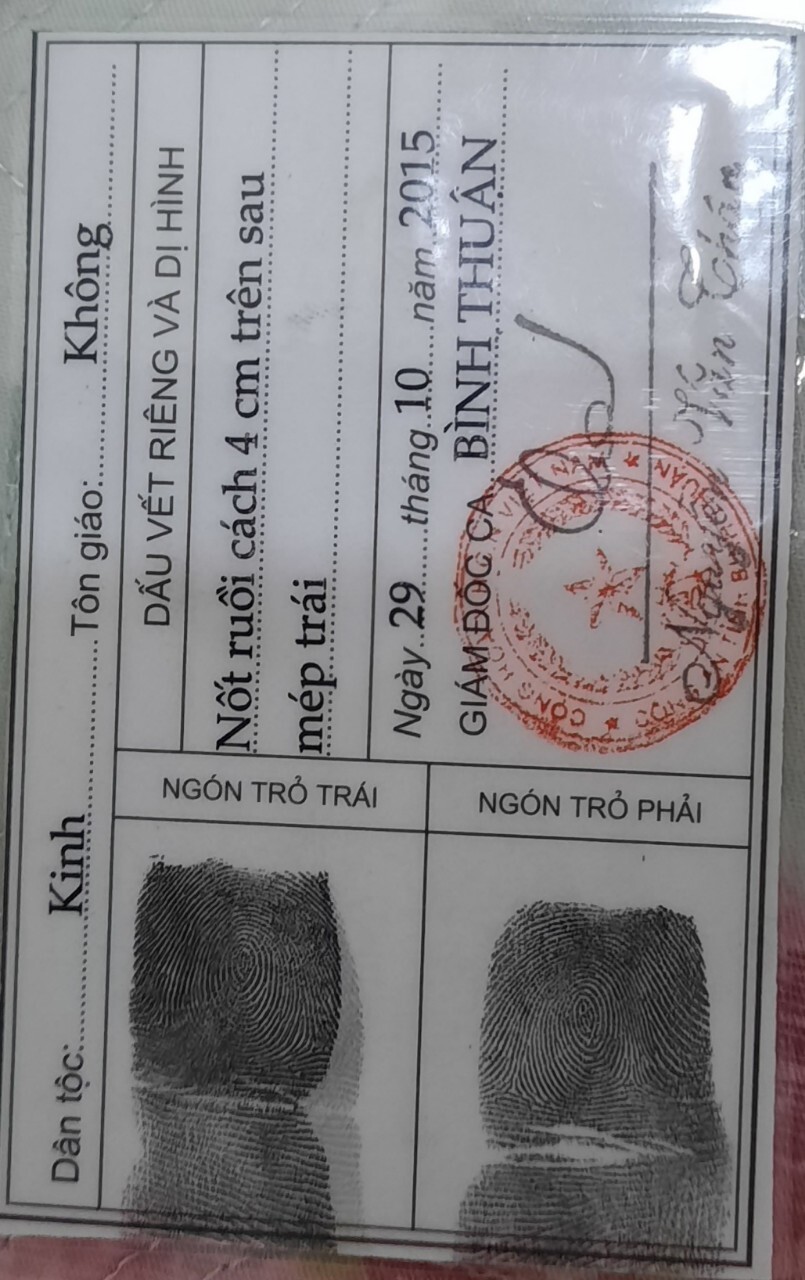 Dân tộc: Kinh Tôn giáo: Không
DẤU VẾT RIÊNG VÀ DỊ HÌNH
Nốt ruồi cách 4 cm trên sau
mép trái
Ngày 29 tháng 10 năm 2015
GIÁM ĐỐC CA BÌNH THUẬN
NGÓN TRỎ TRÁI
NGÓN TRỎ PHẢI